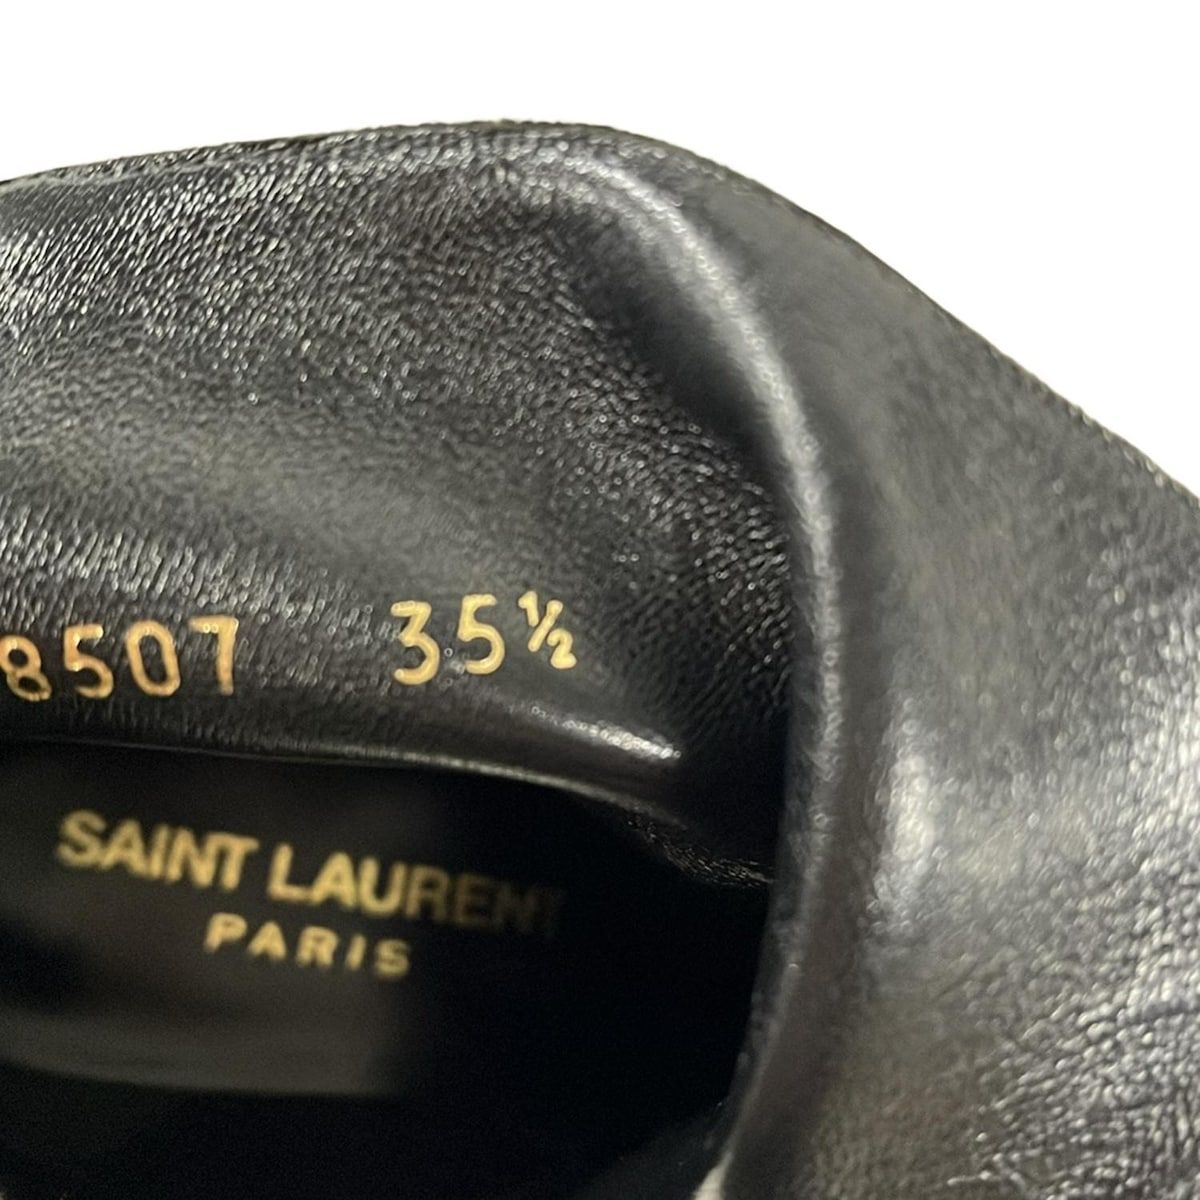 8507 35½
SAINT LAURENT
PARIS